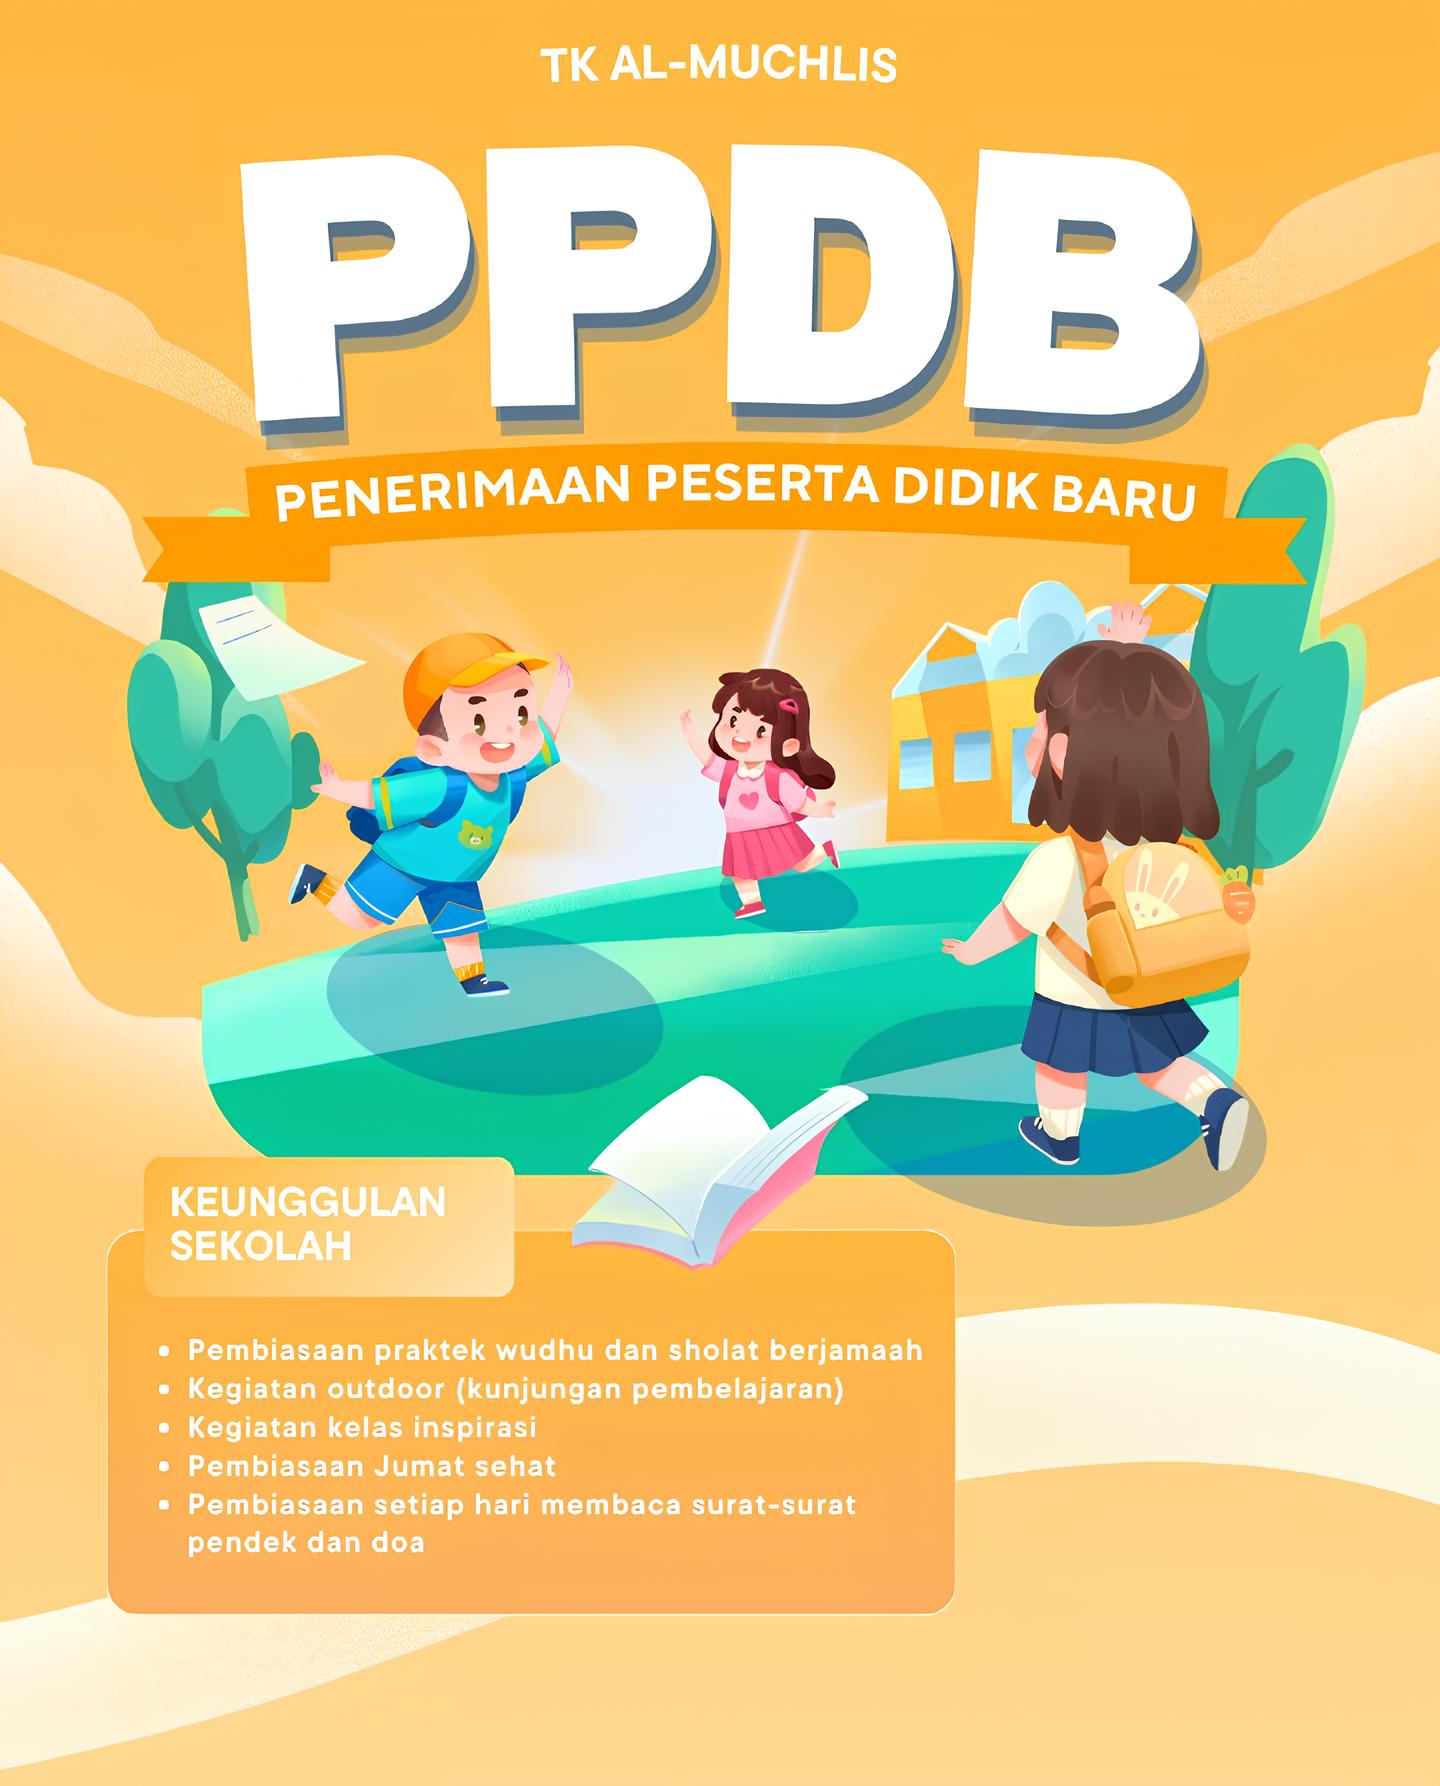 TK AL-MUCHLIS
PPDB
PENERIMAAN PESERTA DIDIK BARU
KEUNGGULAN
SEKOLAH
• Pembiasaan praktek wudhu dan sholat berjamaah
• Kegiatan outdoor (kunjungan pembelajaran)
• Kegiatan kelas inspirasi
• Pembiasaan Jumat sehat
• Pembiasaan setiap hari membaca surat-surat
pendek dan doa